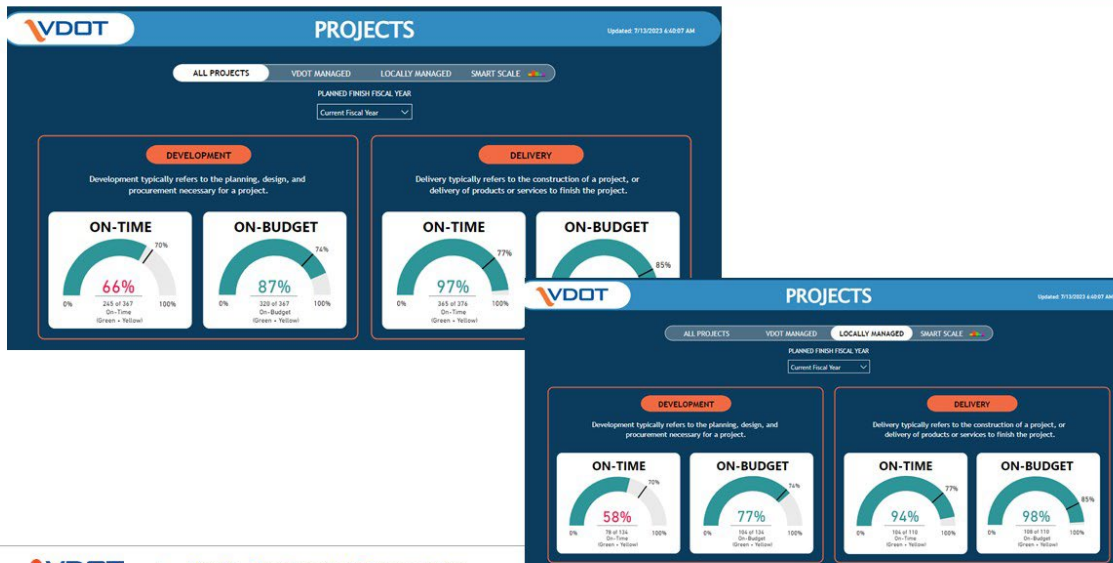 VDOT
PROJECTS
Updated: 7/13/2023 6:40:07 AM
ALL PROJECTS
VDOT MANAGED
LOCALLY MANAGED
SMART SCALE
PLANNED FINISH FISCAL YEAR
Current Fiscal Year
DEVELOPMENT
Development typically refers to the planning, design, and
procurement necessary for a project.
ON-TIME
70%
66%
0%
245 of 367
100%
On-Time
(Green + Yellow)
ON-BUDGET
74%
87%
0%
320 of 367
100%
On-Budget
(Green + Yellow)
DELIVERY
Delivery typically refers to the construction of a project, or
delivery of products or services to finish the project.
ON-TIME
77%
97%
0%
365 of 376
100%
On-Time
(Green + Yellow)
ON-BUDGET
85%
VDOT
PROJECTS
Updated: 7/13/2023 6:40:07 AM
ALL PROJECTS
VDOT MANAGED
LOCALLY MANAGED
SMART SCALE
PLANNED FINISH FISCAL YEAR
Current Fiscal Year
DEVELOPMENT
Development typically refers to the planning, design, and
procurement necessary for a project.
ON-TIME
70%
58%
0%
78 of 134
100%
On-Time
(Green + Yellow)
ON-BUDGET
74%
77%
0%
104 of 134
100%
On-Budget
(Green + Yellow)
DELIVERY
Delivery typically refers to the construction of a project, or
delivery of products or services to finish the project.
ON-TIME
77%
94%
0%
104 of 110
100%
On-Time
(Green + Yellow)
ON-BUDGET
85%
98%
0%
108 of 110
100%
On-Budget
(Green + Yellow)
VDOT